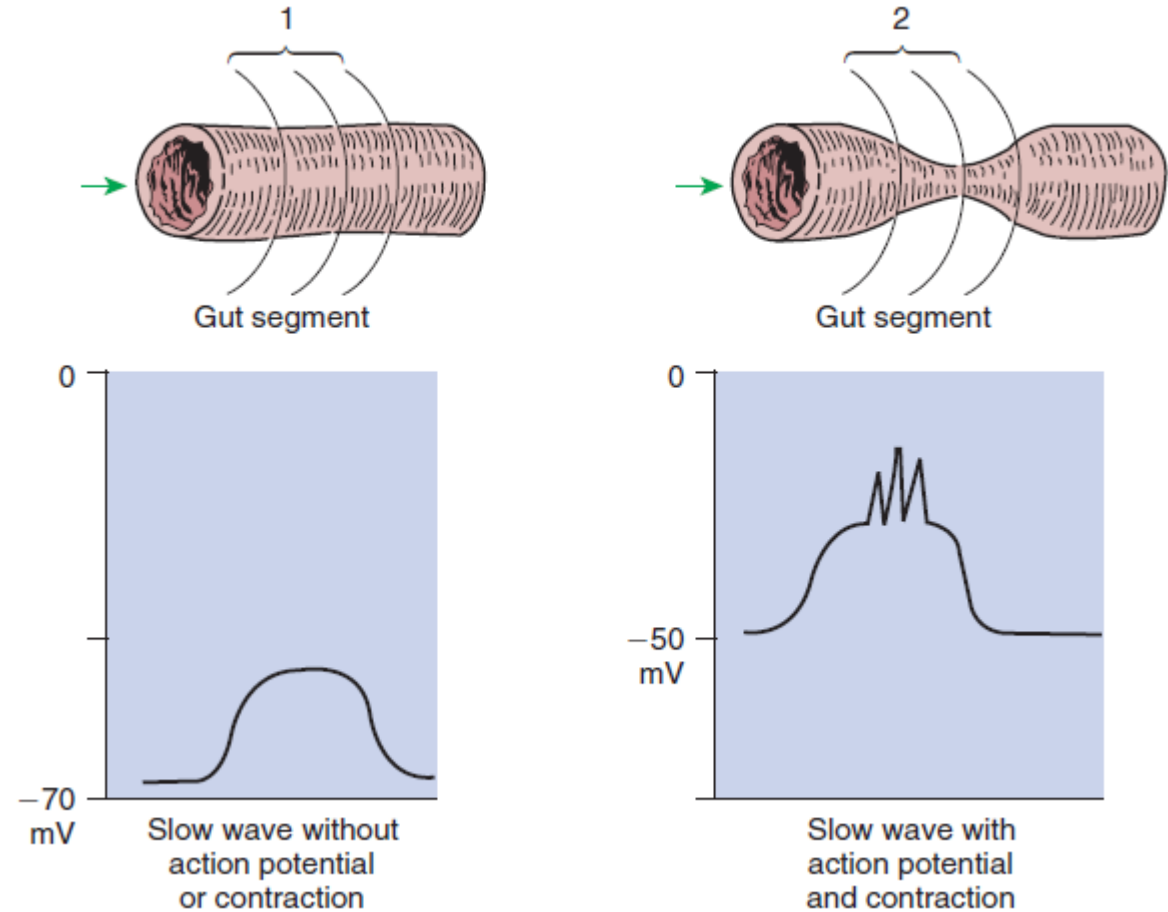 1
2
Gut segment
Gut segment
0
−70
mV
Slow wave without
action potential
or contraction
0
−50
mV
Slow wave with
action potential
and contraction